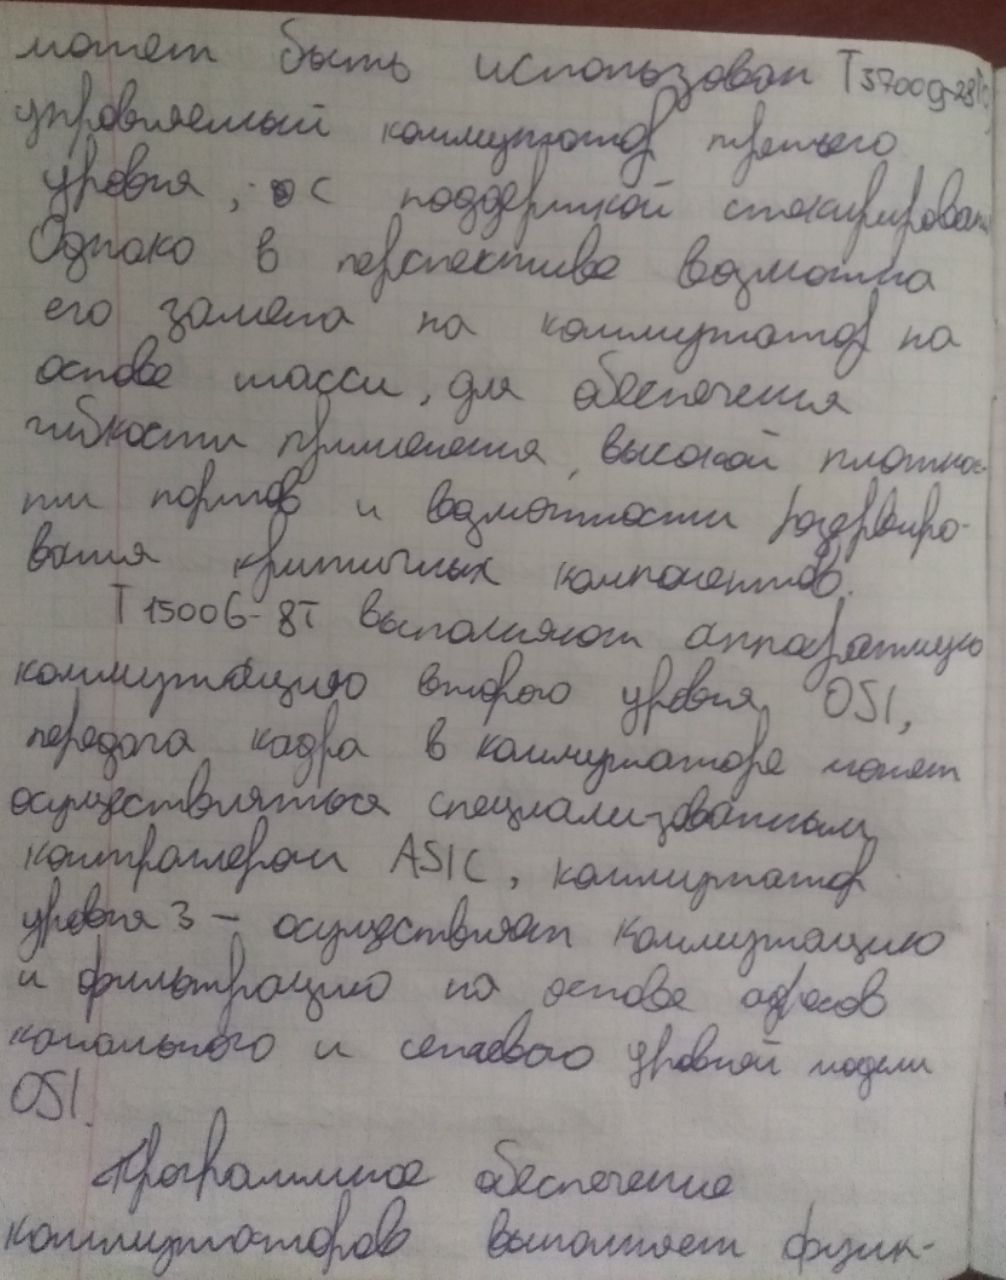 может быть использован T3700G-28TQ,
управляемый коммутатор третьего
уровня, с поддержкой стекирован
Однако в перспективе возможна
его замена на коммутатор на
основе шасси, для обеспечения
гибкости применения, высокой плотнос-
ти портов и возможности резервиро-
вания критичных компонентов.
T1500G-8T выполняют аппаратную
коммутацию второго уровня OSI,
передача кадра в коммутаторе может
осуществляться специализированным
контроллером ASIC, коммутатор
уровня 3 – осуществляет коммутацию
и фильтрацию на основе адресов
канального и сетевого уровней модели
OSI.
Программное обеспечение
коммутаторов выполняет функ-